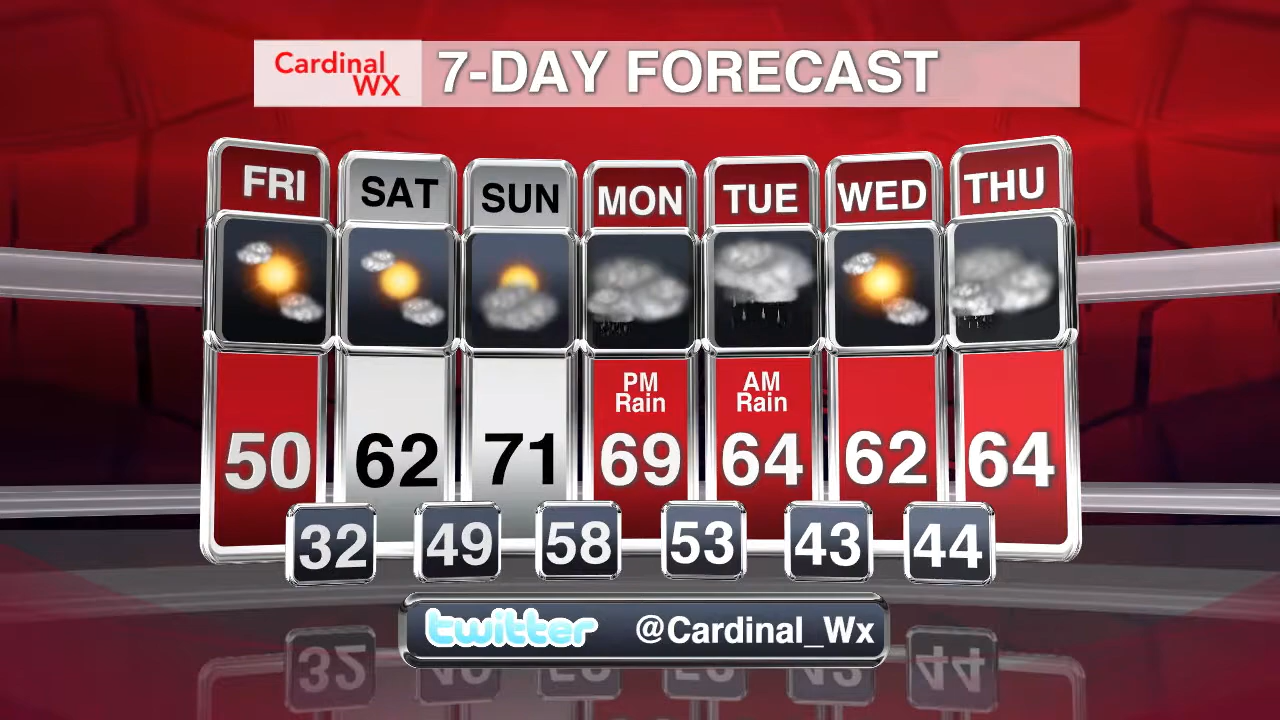 Cardinal
WX
7-DAY FORECAST
FRI SAT SUN MON TUE WED THU
PM
Rain
AM
Rain
50 62 71 69 64 62 64
32 49 58 53 43 44
twitter @Cardinal_Wx